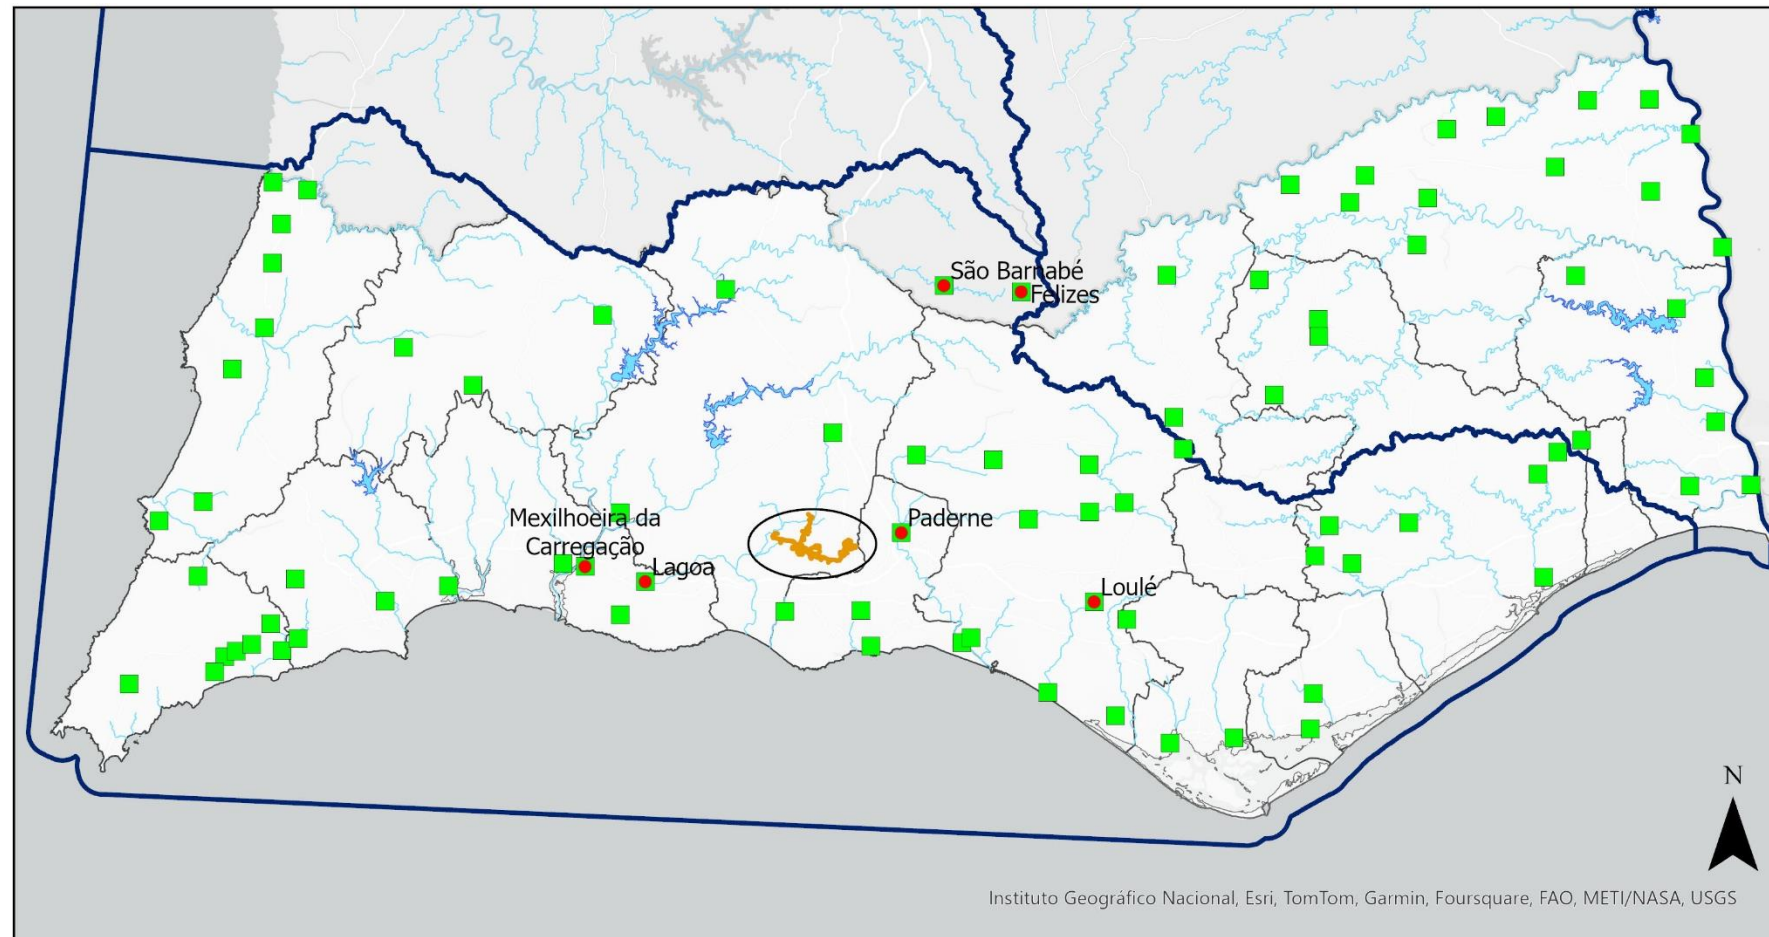 São Barnabé
Felizes
Mexilhoeira da
Carregação
Paderne
Lagoa
Loulé
N
Instituto Geográfico Nacional, Esri, TomTom, Garmin, Foursquare, FAO, METI/NASA, USGS